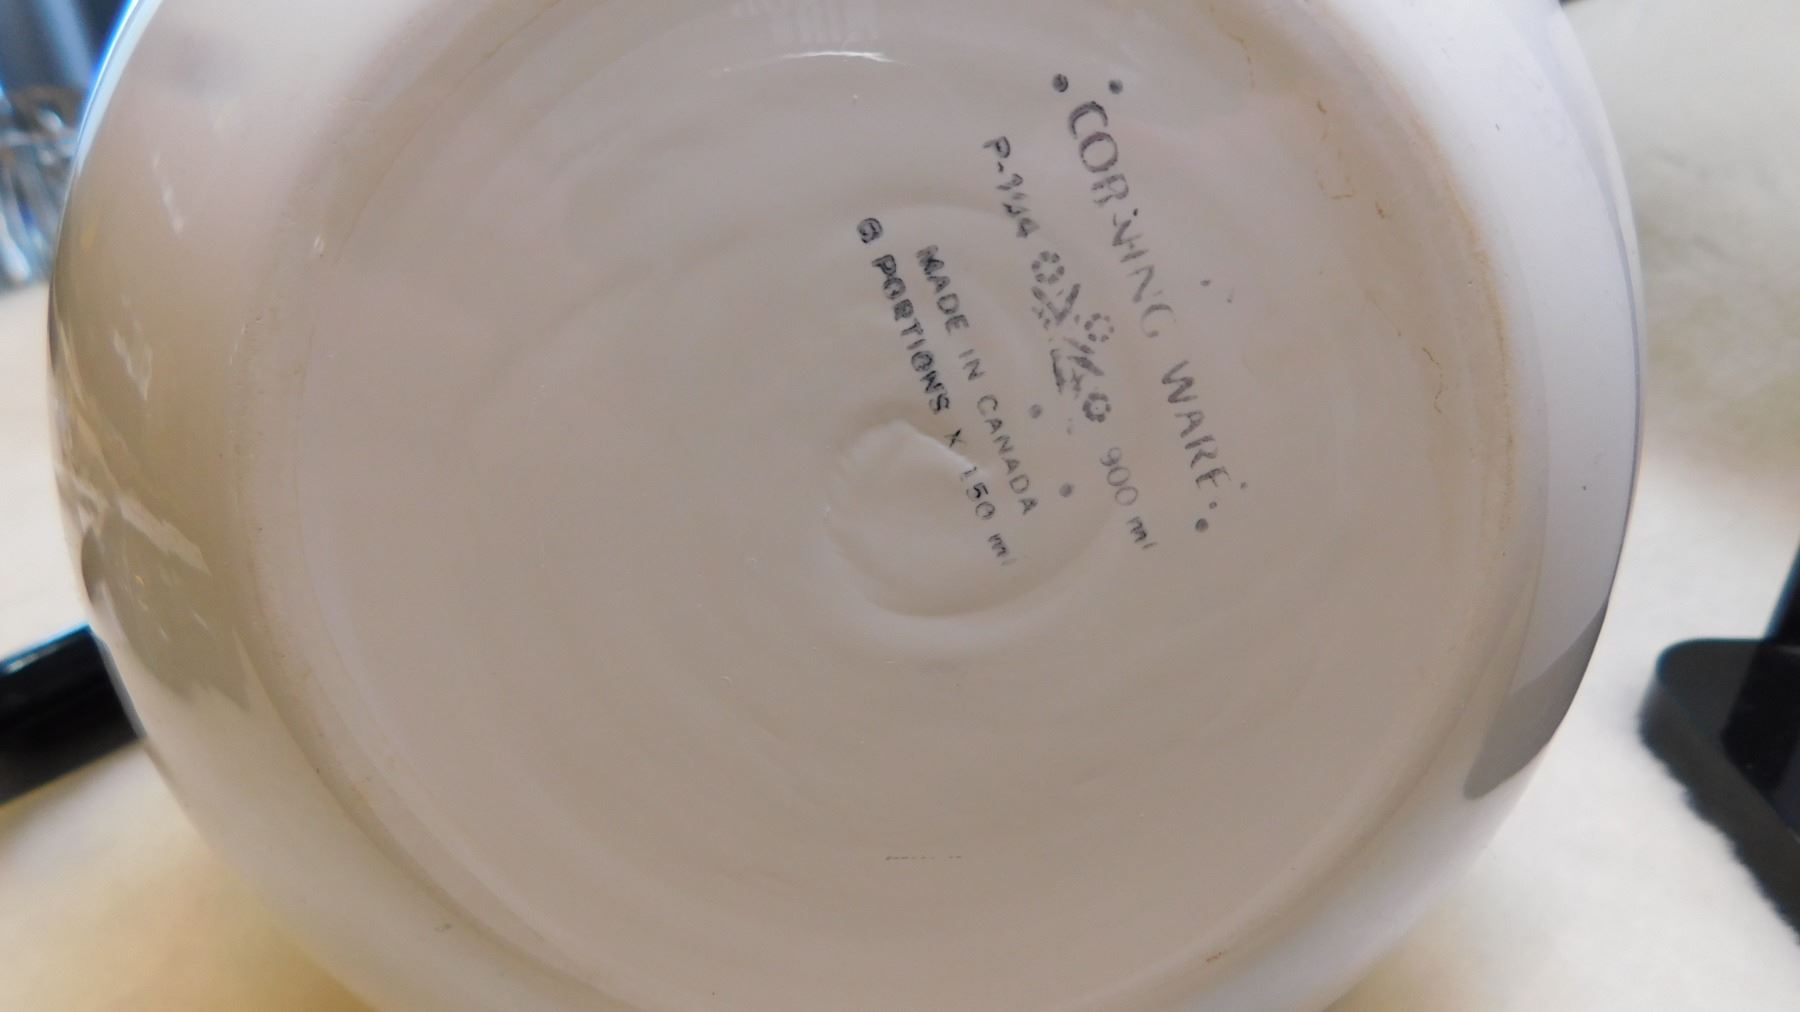 CORNING WARE
P-104 900 ml
MADE IN CANADA
6 PORTIONS X 150 ml